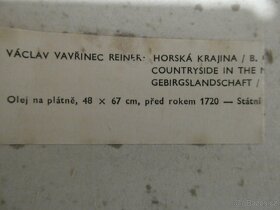 VÁCLAV VAVŘINEC REINER: HORSKÁ KRAJINA / B.
COUNTRYSIDE IN THE
GEBIRGSLANDSCHAFT /
Olej na plátně, 48 × 67 cm, před rokem 1720 — Státní